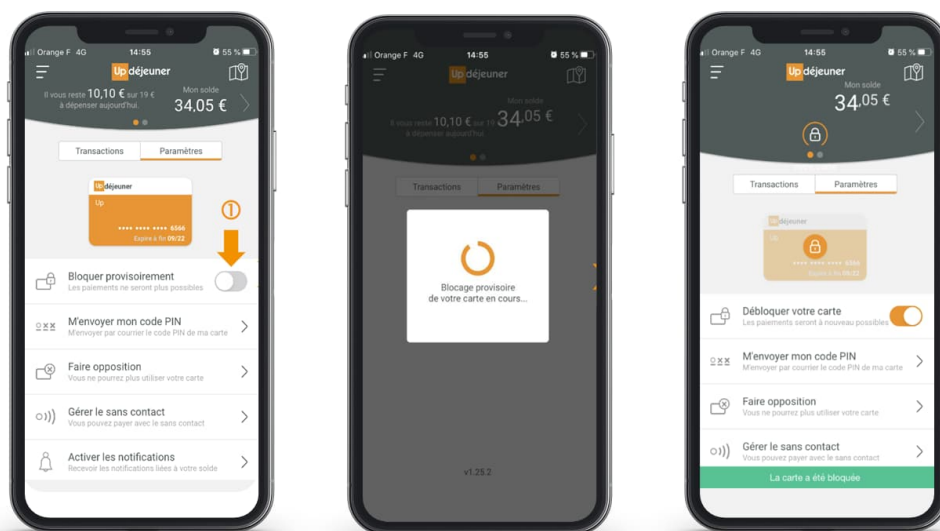 Orange F 4G 14:55 55 %
Up déjeuner
Il vous reste 10,10 € sur 19 €
à dépenser aujourd'hui.
Mon solde
34,05 €
Transactions Paramètres
Up déjeuner
Up
•••• •••• •••• 6566
Expire à fin 09/22
①
Bloquer provisoirement
Les paiements ne seront plus possibles
M'envoyer mon code PIN
M'envoyer par courrier le code PIN de ma carte
Faire opposition
Vous ne pourrez plus utiliser votre carte
Gérer le sans contact
Vous pouvez payer avec le sans contact
Activer les notifications
Recevoir les notifications liées à votre solde
Orange F 4G 14:55 55 %
Up déjeuner
Il vous reste 10,10 € sur 19
à dépenser aujourd'hui
Mon solde
34,05 €
Transactions Paramètres
Blocage provisoire
de votre carte en cours...
v1.25.2
Orange F 4G 14:55 55 %
Up déjeuner
Mon solde
34,05 €
Transactions Paramètres
Up déjeuner
Up
•••• •••• •••• 6566
Expire à fin 09/22
Débloquer votre carte
Les paiements seront à nouveau possibles
M'envoyer mon code PIN
M'envoyer par courrier le code PIN de ma carte
Faire opposition
Vous ne pourrez plus utiliser votre carte
Gérer le sans contact
Vous pouvez payer avec le sans contact
La carte a été bloquée